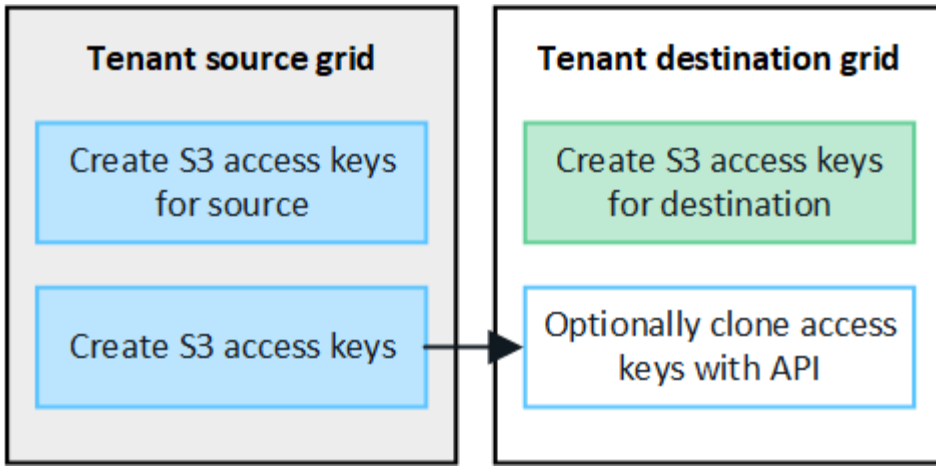 Tenant source grid
Create S3 access keys
for source
Create S3 access keys
Tenant destination grid
Create S3 access keys
for destination
Optionally clone access
keys with API